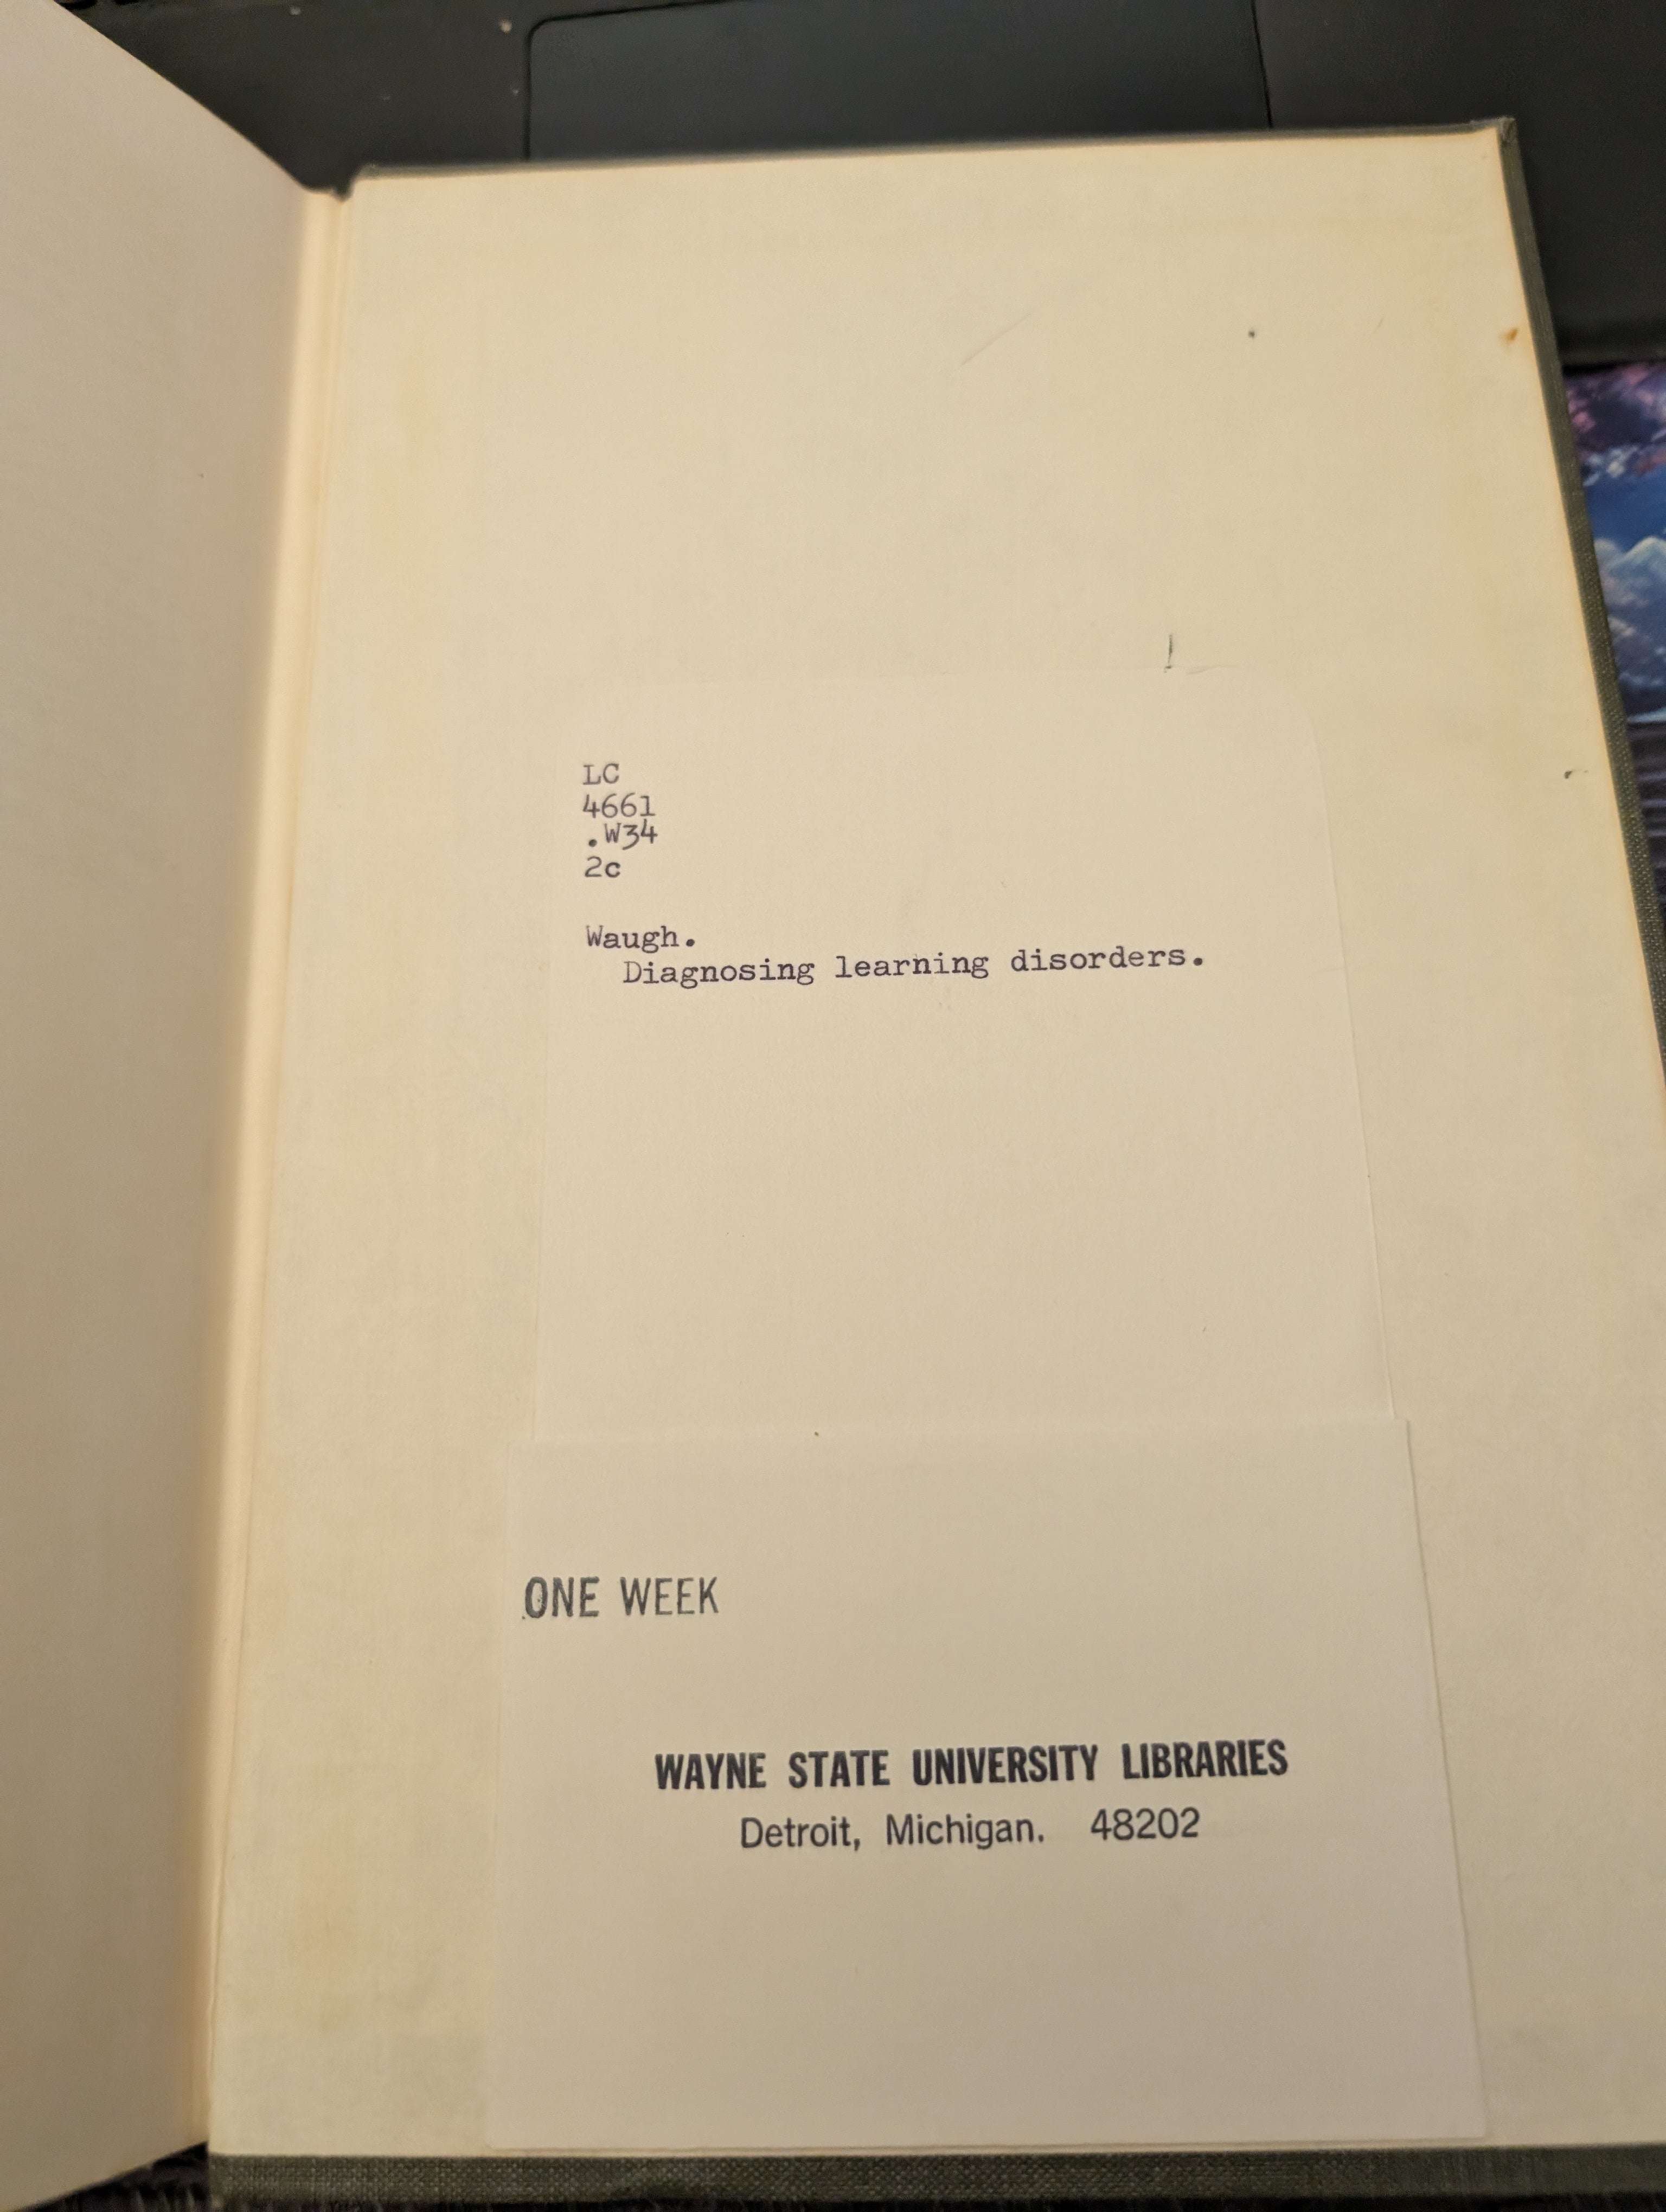 LC
4661
.W34
2c
Waugh.
Diagnosing learning disorders.
ONE WEEK
WAYNE STATE UNIVERSITY LIBRARIES
Detroit, Michigan. 48202